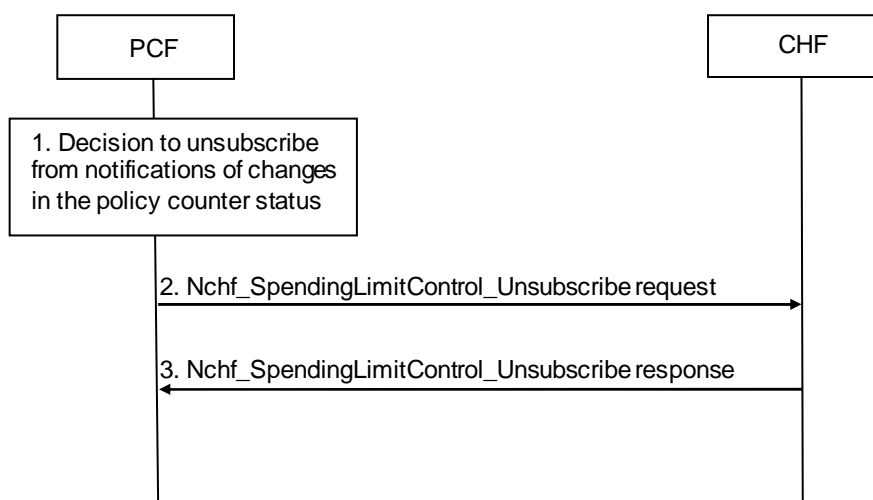 PCF
CHF
1. Decision to unsubscribe
from notifications of changes
in the policy counter status
2. Nchf_SpendingLimitControl_Unsubscribe request
3. Nchf_SpendingLimitControl_Unsubscribe response